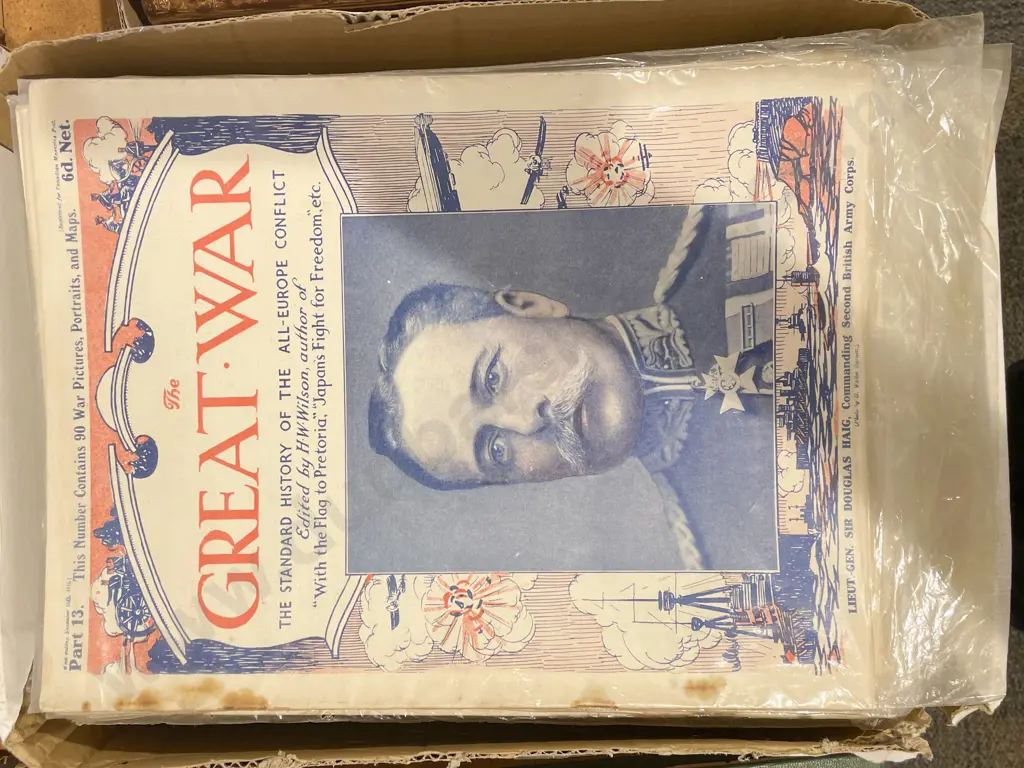 Part 13. This Number Contains 90 War Pictures, Portraits, and Maps. 6d. Net.
The
GREAT·WAR
THE STANDARD HISTORY OF THE ALL-EUROPE CONFLICT
Edited by H.W.Wilson, author of
"With the Flag to Pretoria," "Japan's Fight for Freedom," etc.
LIEUT-GEN. SIR DOUGLAS HAIG, Commanding Second British Army Corps.